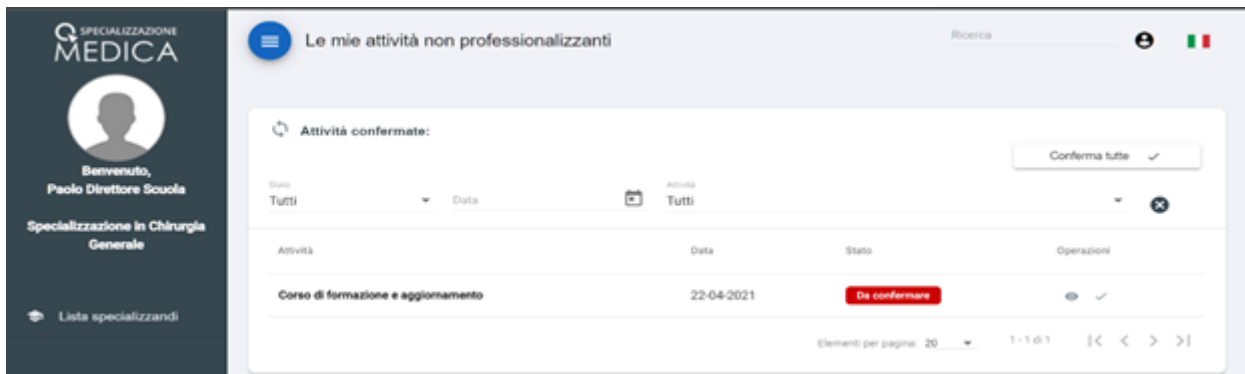 SPECIALIZZAZIONE
MEDICA
Benvenuto,
Paolo Direttore Scuola
Specializzazione in Chirurgia
Generale
Lista specializzandi
Le mie attività non professionalizzanti
Ricerca
Attività confermate:
Conferma tutte
Stato
Tutti
Data
Attività
Tutti
Attività Data Stato Operazioni
Corso di formazione e aggiornamento 22-04-2021 Da confermare
Elementi per pagina: 20 1 - 1 di 1